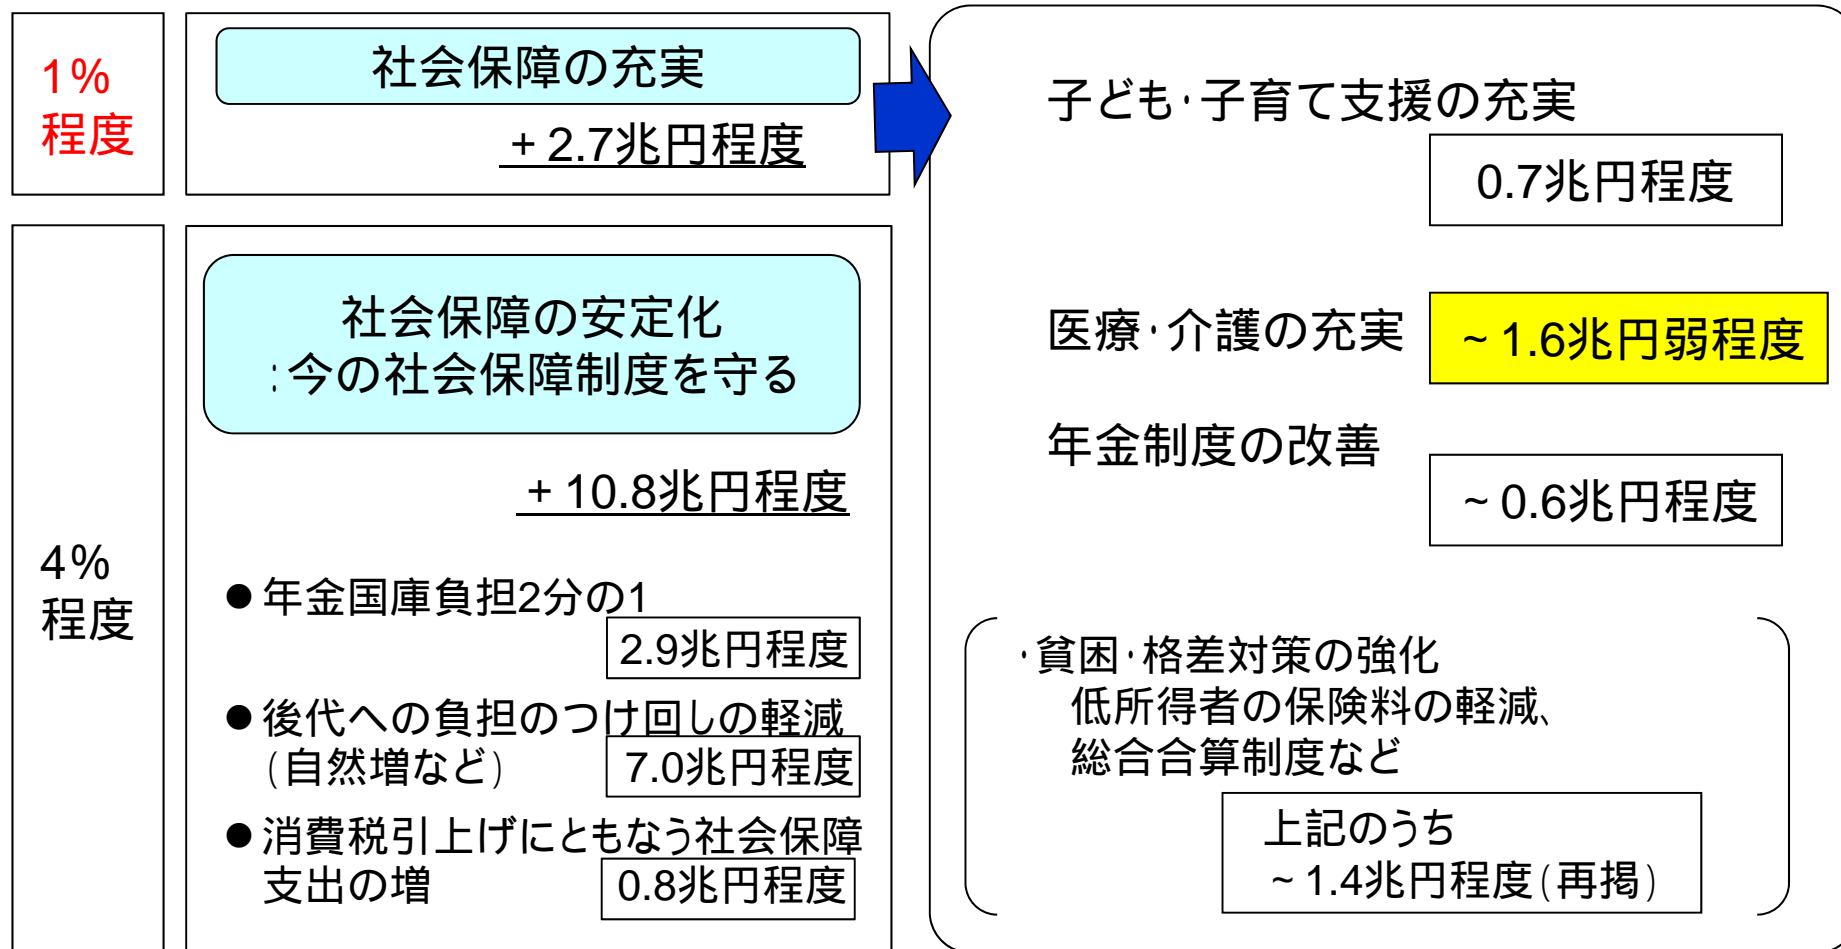 1%
程度
社会保障の充実
+ 2.7兆円程度
4%
程度
社会保障の安定化
:今の社会保障制度を守る
+ 10.8兆円程度
●年金国庫負担2分の1
2.9兆円程度
●後代への負担のつけ回しの軽減
(自然増など)
7.0兆円程度
●消費税引上げにともなう社会保障
支出の増
0.8兆円程度
子ども・子育て支援の充実
0.7兆円程度
医療・介護の充実
~ 1.6兆円弱程度
年金制度の改善
~ 0.6兆円程度
・貧困・格差対策の強化
低所得者の保険料の軽減、
総合合算制度など
上記のうち
~ 1.4兆円程度(再掲)